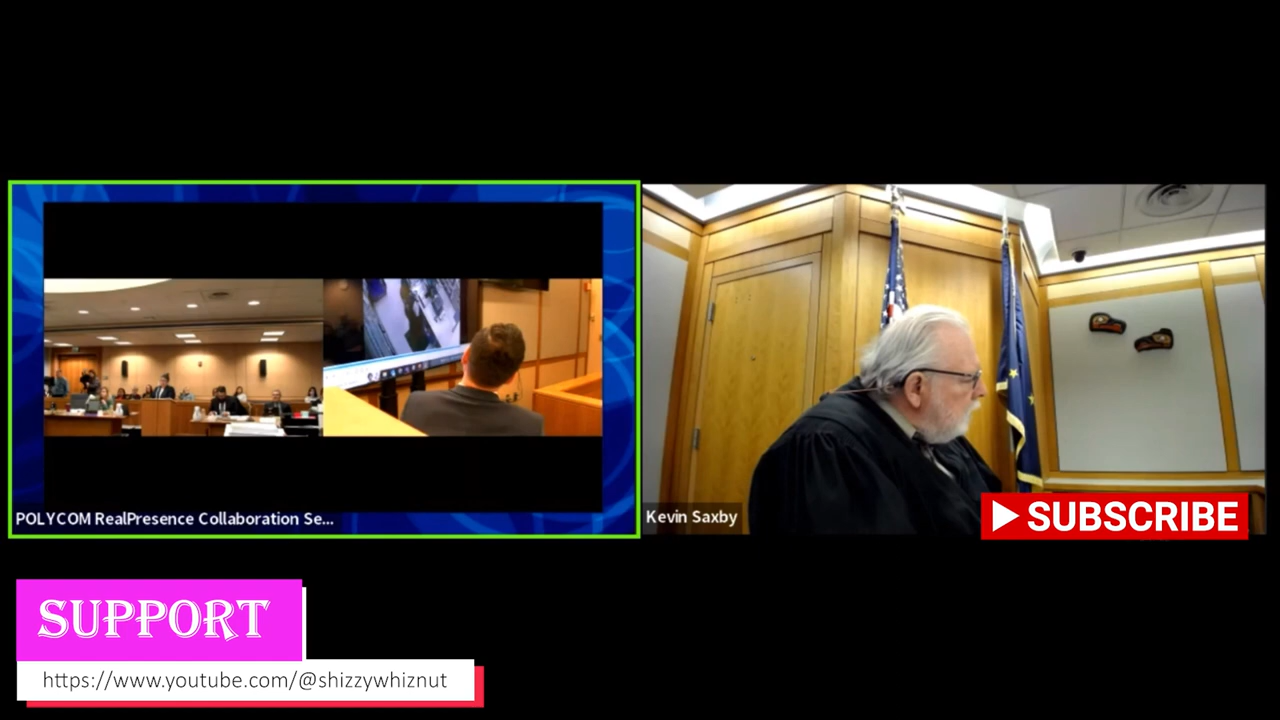 POLYCOM RealPresence Collaboration Se...
Kevin Saxby
SUBSCRIBE
SUPPORT
https://www.youtube.com/@shizzywhiznut